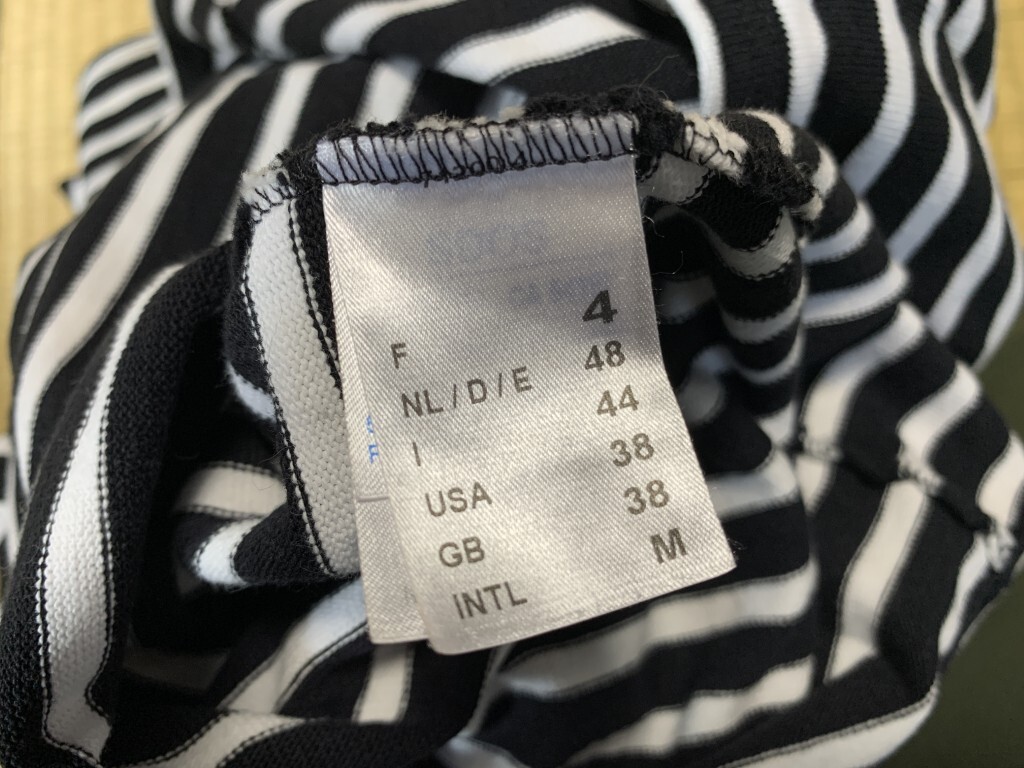 F 4
NL/D/E 48
I 44
USA 38
GB 38
INTL M